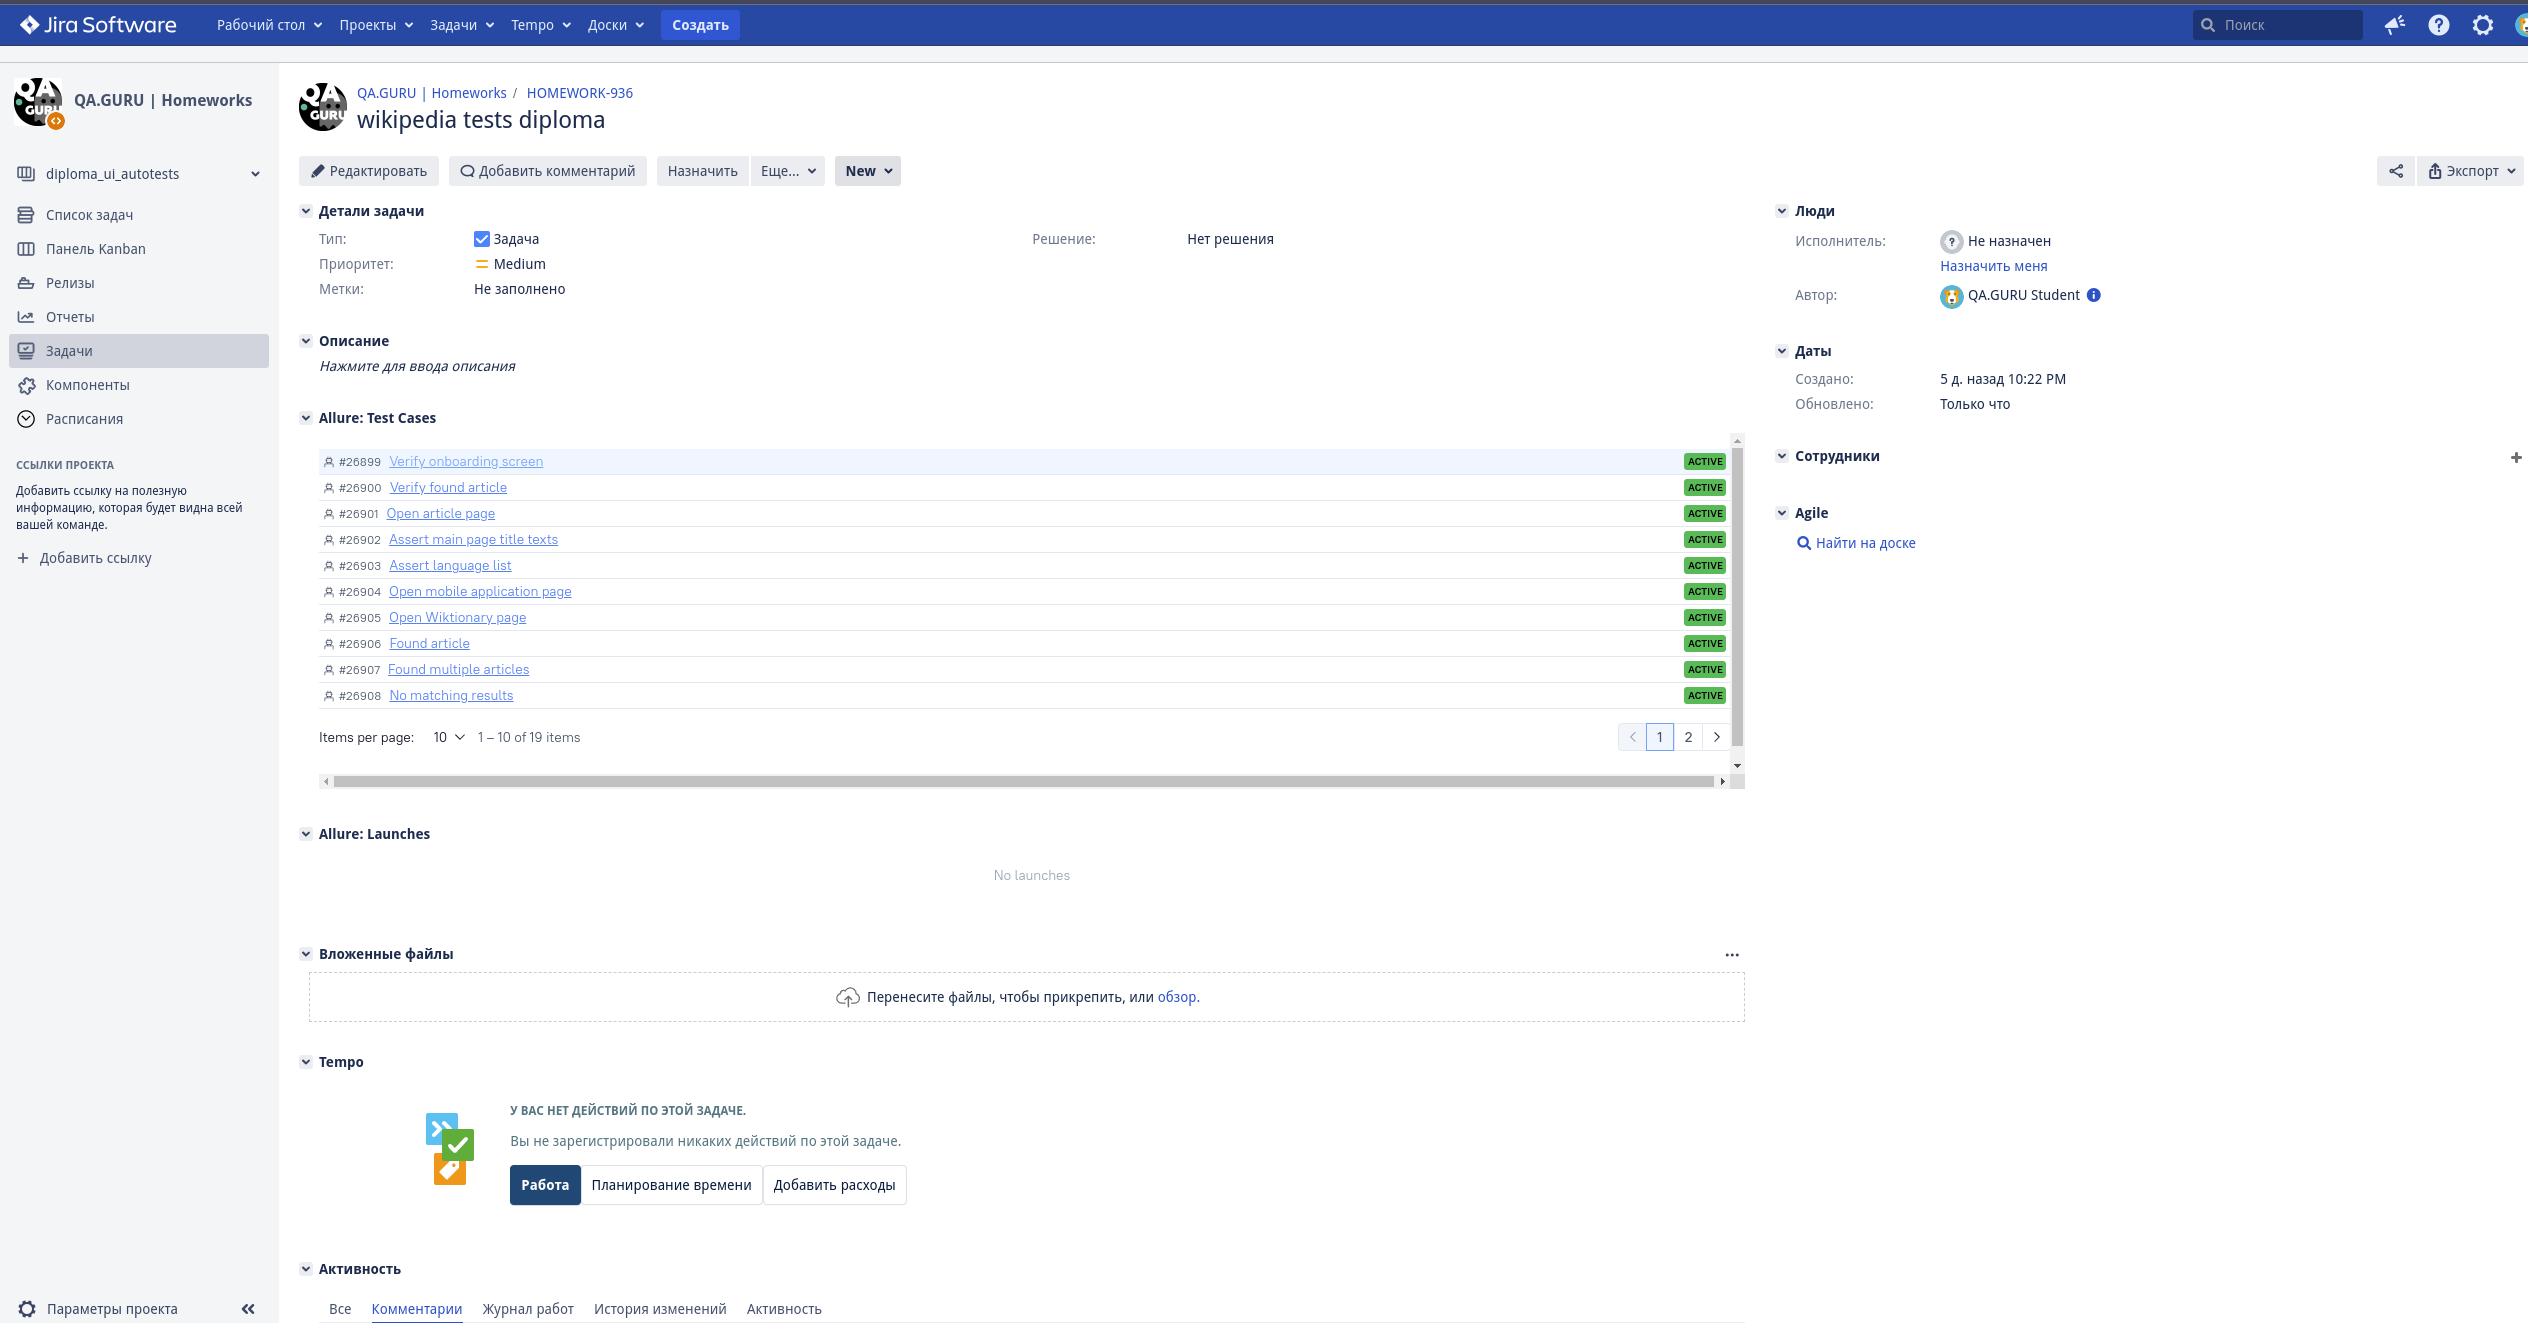 Jira Software
Рабочий стол
Проекты
Задачи
Tempo
Доски
Создать
Поиск
QA.GURU | Homeworks
diploma_ui_autotests
Список задач
Панель Kanban
Релизы
Отчеты
Задачи
Компоненты
Расписания
ССЫЛКИ ПРОЕКТА
Добавить ссылку на полезную
информацию, которая будет видна всей
вашей команде.
Добавить ссылку
Параметры проекта
QA.GURU | Homeworks / HOMEWORK-936
wikipedia tests diploma
Редактировать
Добавить комментарий
Назначить
Еще...
New
Экспорт
Детали задачи
Тип: Задача
Решение: Нет решения
Приоритет: Medium
Метки: Не заполнено
Описание
Нажмите для ввода описания
Allure: Test Cases
#26899 Verify onboarding screen ACTIVE
#26900 Verify found article ACTIVE
#26901 Open article page ACTIVE
#26902 Assert main page title texts ACTIVE
#26903 Assert language list ACTIVE
#26904 Open mobile application page ACTIVE
#26905 Open Wiktionary page ACTIVE
#26906 Found article ACTIVE
#26907 Found multiple articles ACTIVE
#26908 No matching results ACTIVE
Items per page: 10 1 – 10 of 19 items 1 2
Allure: Launches
No launches
Вложенные файлы
Перенесите файлы, чтобы прикрепить, или обзор.
Tempo
У ВАС НЕТ ДЕЙСТВИЙ ПО ЭТОЙ ЗАДАЧЕ.
Вы не зарегистрировали никаких действий по этой задаче.
Работа
Планирование времени
Добавить расходы
Активность
Все
Комментарии
Журнал работ
История изменений
Активность
Люди
Исполнитель: Не назначен
Назначить меня
Автор: QA.GURU Student
Даты
Создано: 5 д. назад 10:22 PM
Обновлено: Только что
Сотрудники
Agile
Найти на доске